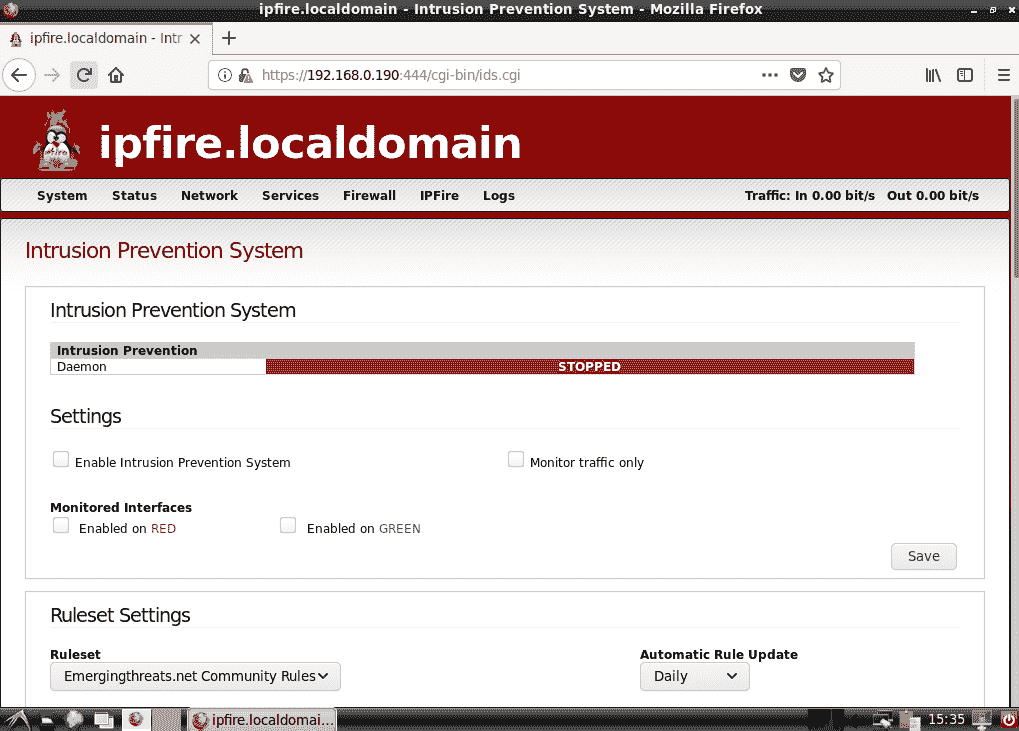 ipfire.localdomain - Intrusion Prevention System - Mozilla Firefox
ipfire.localdomain - Intr
https://192.168.0.190:444/cgi-bin/ids.cgi
ipfire.localdomain
System Status Network Services Firewall IPFire Logs Traffic: In 0.00 bit/s Out 0.00 bit/s
Intrusion Prevention System
Intrusion Prevention System
Intrusion Prevention
Daemon STOPPED
Settings
Enable Intrusion Prevention System Monitor traffic only
Monitored Interfaces
Enabled on RED Enabled on GREEN
Save
Ruleset Settings
Ruleset Automatic Rule Update
Emergingthreats.net Community Rules Daily
ipfire.localdomai... 15:35